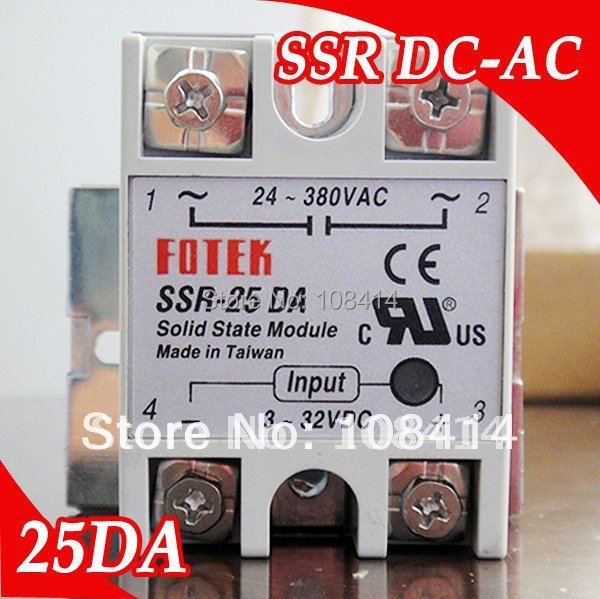 SSR DC-AC
1 ~ 24 ~ 380VAC ~ 2
FOTEK
CE
SSR-25 DA
Store No: 108414
Solid State Module
C RU US
®
Made in Taiwan
Input
4 - 3 ~ 32VDC + 3
Store No: 108414
25DA